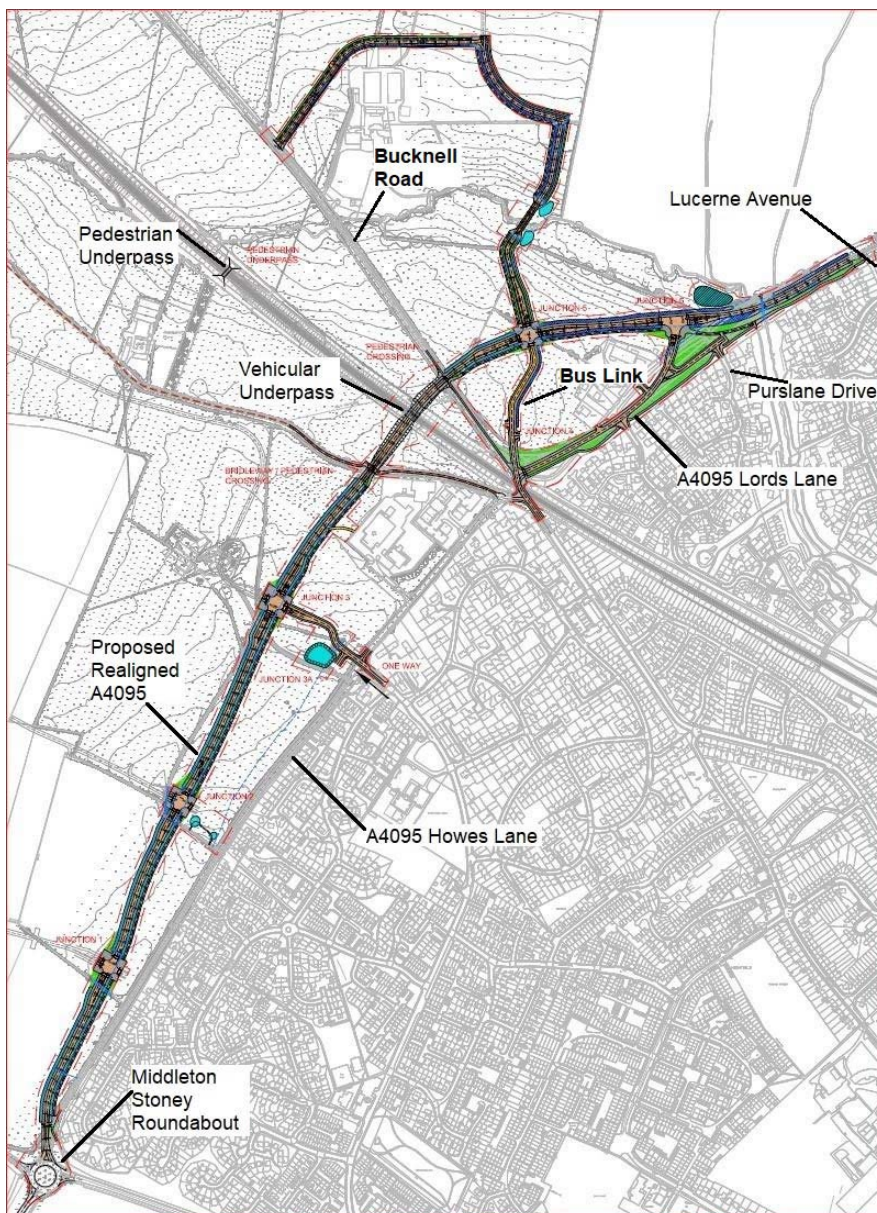 Bucknell
Road
Lucerne Avenue
Pedestrian
Underpass
PEDESTRIAN
UNDERPASS
JUNCTION 5
JUNCTION 6
PEDESTRIAN
CROSSING
Vehicular
Underpass
Bus Link
Purslane Drive
JUNCTION 4
BRIDLEWAY / PEDESTRIAN
CROSSING
A4095 Lords Lane
JUNCTION 3
ONE WAY
JUNCTION 3A
Proposed
Realigned
A4095
JUNCTION 2
A4095 Howes Lane
JUNCTION 1
Middleton
Stoney
Roundabout